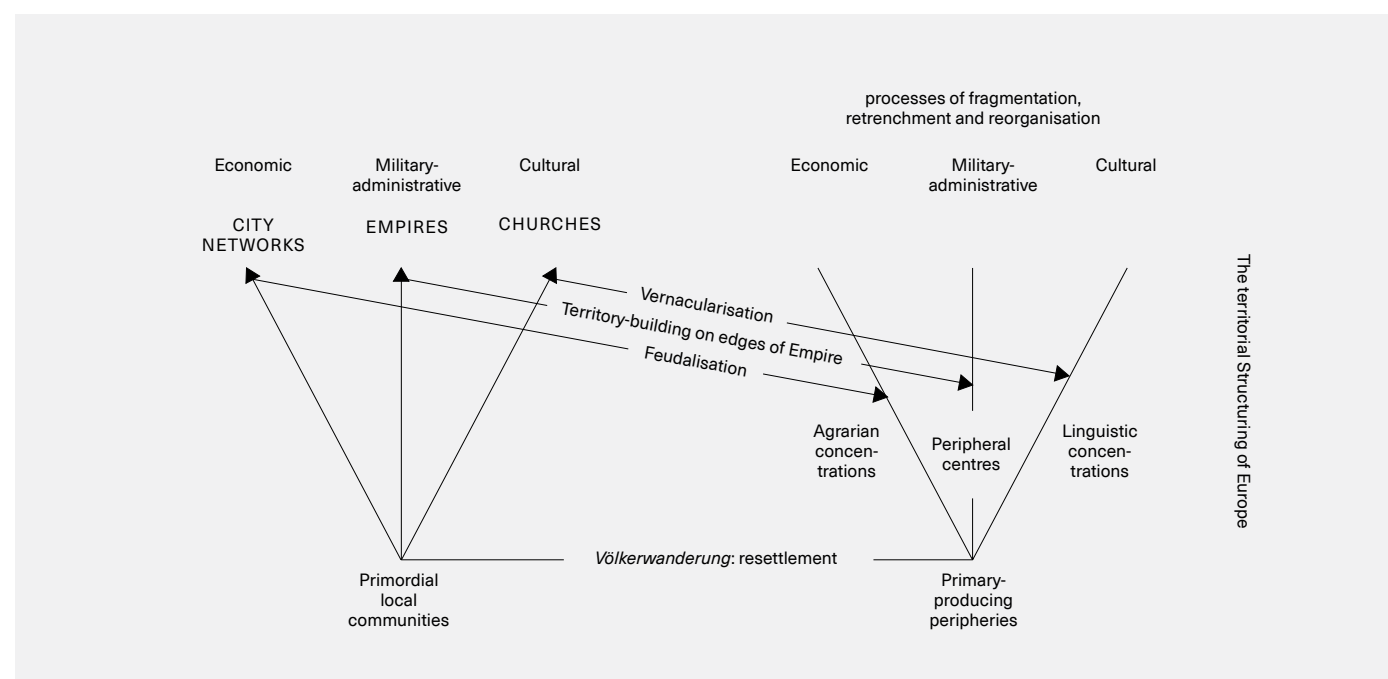 processes of fragmentation,
retrenchment and reorganisation
Economic
Military-
administrative
Cultural
Economic
Military-
administrative
Cultural
CITY
NETWORKS
EMPIRES
CHURCHES
Vernacularisation
Territory-building on edges of Empire
Feudalisation
Agrarian
concen-
trations
Peripheral
centres
Linguistic
concen-
trations
Völkerwanderung: resettlement
Primordial
local
communities
Primary-
producing
peripheries
The territorial Structuring of Europe